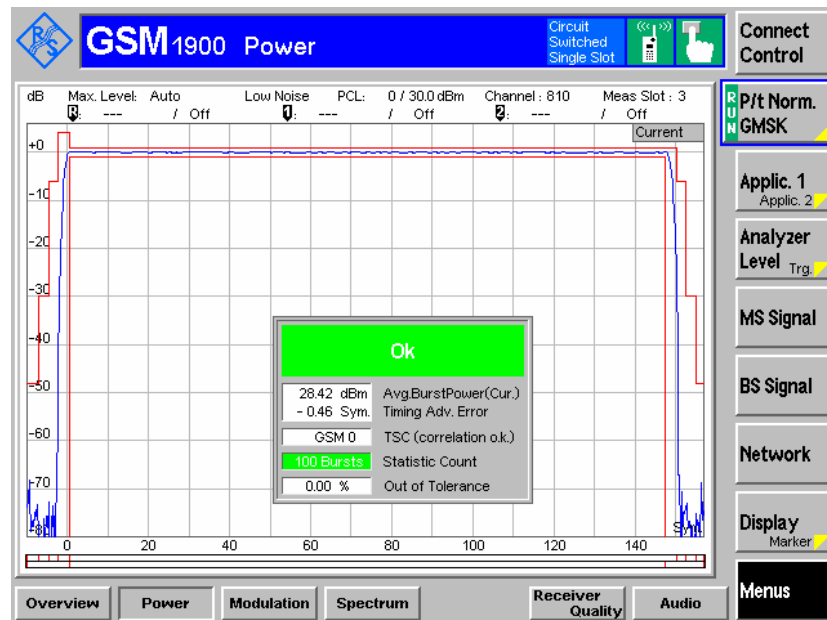 R S
GSM 1900 Power
Circuit
Switched
Single Slot
Connect
Control
dB Max. Level: Auto Low Noise PCL: 0 / 30.0 dBm Channel : 810 Meas Slot : 3
R: --- / Off 1: --- / Off 2: --- / Off
Current
RUN
P/t Norm.
GMSK
Applic. 1
Applic. 2
Analyzer
Level Trg.
MS Signal
BS Signal
Network
Display
Marker
Menus
+0
-10
-20
-30
-40
-50
-60
-70
-80
Ok
28.42 dBm Avg.BurstPower(Cur.)
- 0.46 Sym. Timing Adv. Error
GSM 0 TSC (correlation o.k.)
100 Bursts Statistic Count
0.00 % Out of Tolerance
0 20 40 60 80 100 120 140
Overview Power Modulation Spectrum Receiver Quality Audio